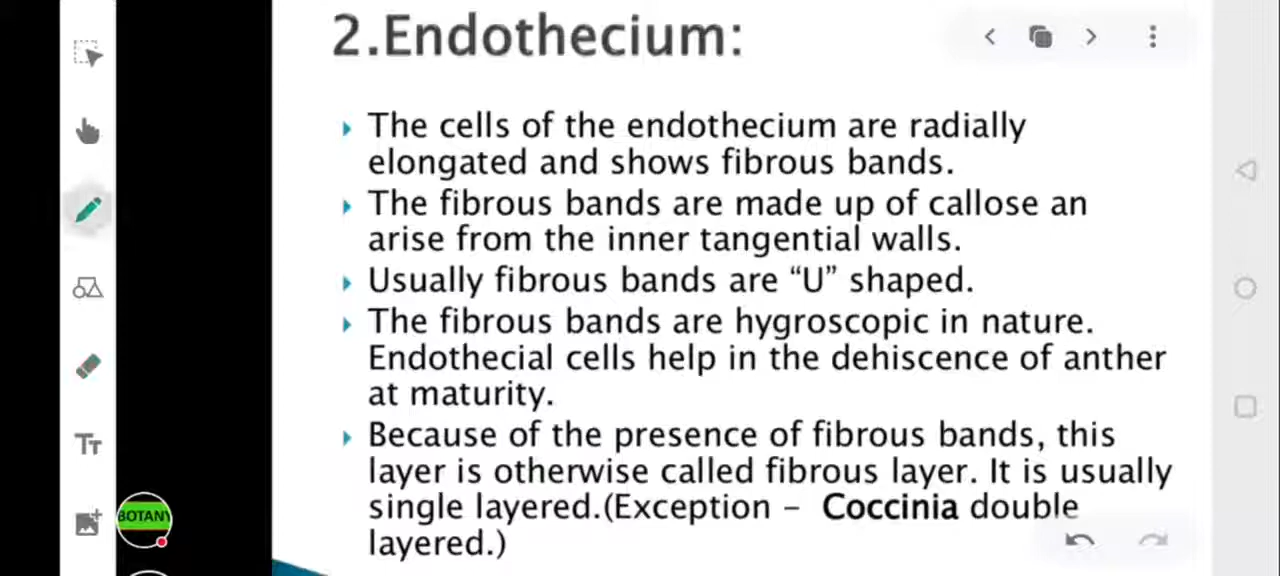 2.Endothecium:
The cells of the endothecium are radially
elongated and shows fibrous bands.
The fibrous bands are made up of callose an
arise from the inner tangential walls.
Usually fibrous bands are “U” shaped.
The fibrous bands are hygroscopic in nature.
Endothecial cells help in the dehiscence of anther
at maturity.
Because of the presence of fibrous bands, this
layer is otherwise called fibrous layer. It is usually
single layered.(Exception – Coccinia double
layered.)
TT
BOTANY